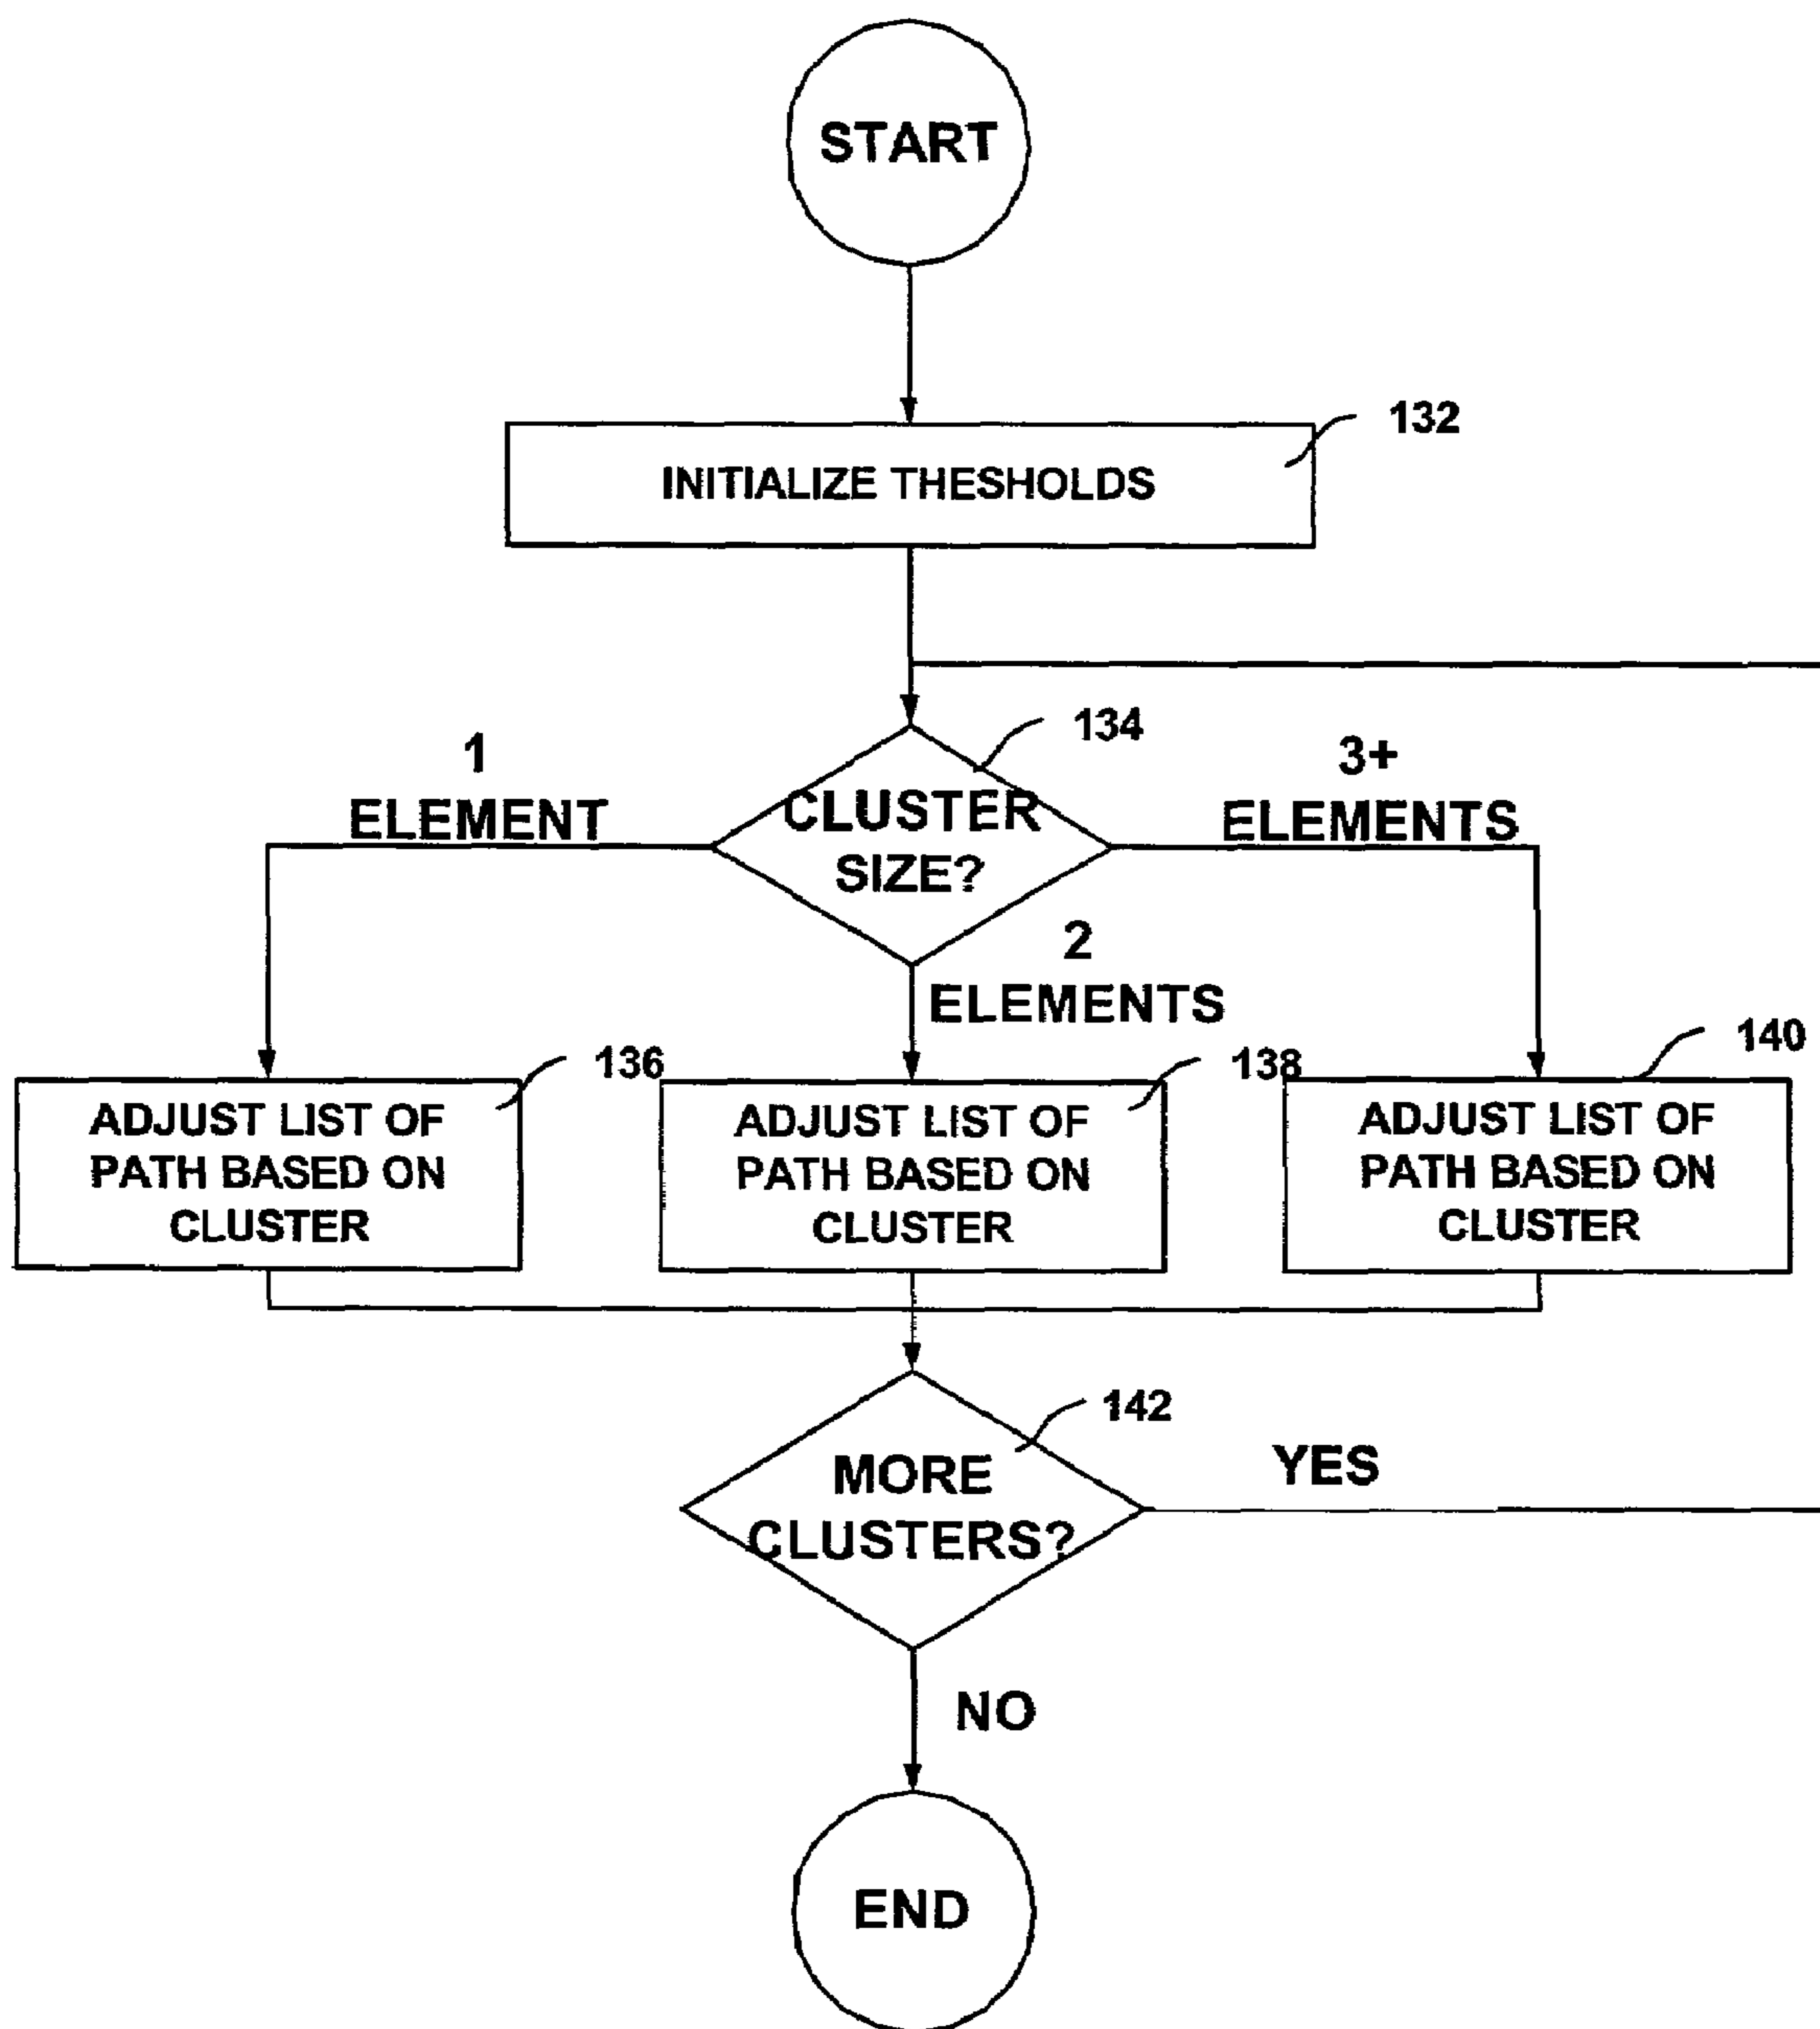 START
132
INITIALIZE THESHOLDS
134
1
ELEMENT
CLUSTER
SIZE?
3+
ELEMENTS
2
ELEMENTS
136
138
140
ADJUST LIST OF
PATH BASED ON
CLUSTER
ADJUST LIST OF
PATH BASED ON
CLUSTER
ADJUST LIST OF
PATH BASED ON
CLUSTER
142
MORE
CLUSTERS?
YES
NO
END